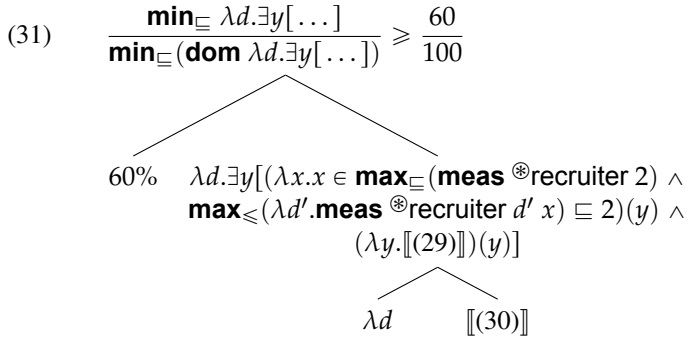 (31) min⊑ λd.∃y[...] / min⊑(dom λd.∃y[...]) ⩾ 60/100
60% λd.∃y[(λx.x ∈ max⊑(meas ⊛recruiter 2) ∧
max⩽(λd′.meas ⊛recruiter d′ x) ⊑ 2)(y) ∧
(λy.⟦(29)⟧)(y)]
λd ⟦(30)⟧